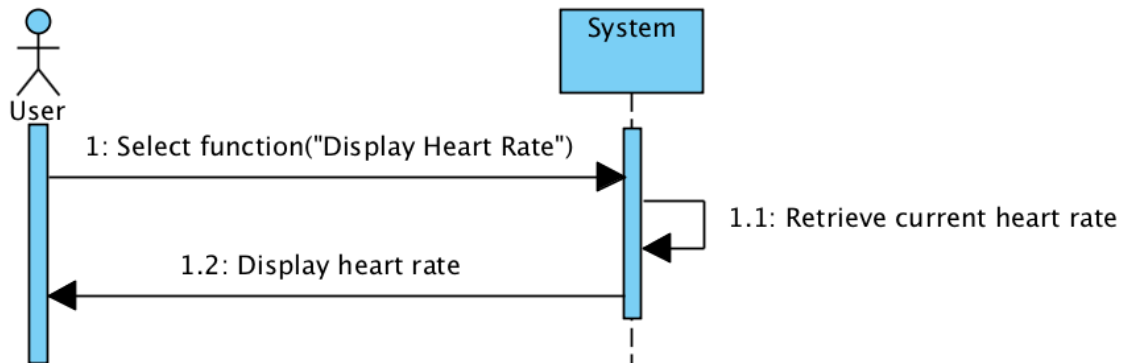 System
User
1: Select function("Display Heart Rate")
1.1: Retrieve current heart rate
1.2: Display heart rate